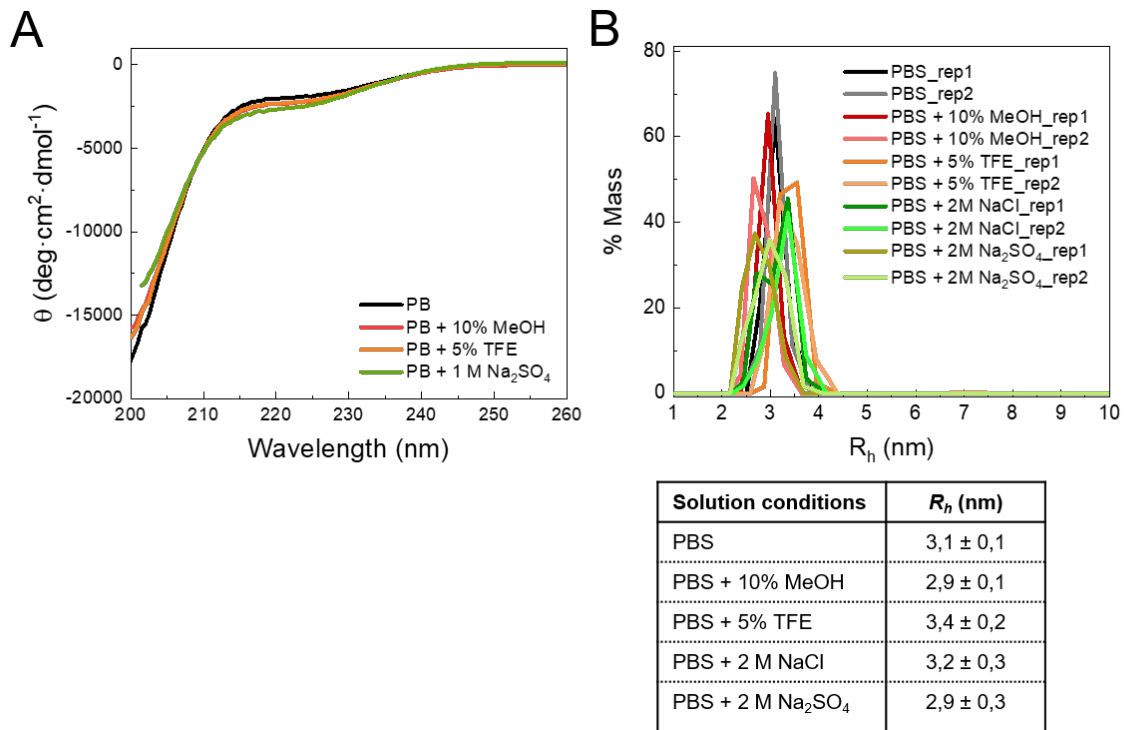 A
0
-5000
-10000
-15000
-20000
θ (deg·cm²·dmol⁻¹)
PB
PB + 10% MeOH
PB + 5% TFE
PB + 1 M Na₂SO₄
200 210 220 230 240 250 260
Wavelength (nm)
B
80
60
40
20
0
% Mass
PBS_rep1
PBS_rep2
PBS + 10% MeOH_rep1
PBS + 10% MeOH_rep2
PBS + 5% TFE_rep1
PBS + 5% TFE_rep2
PBS + 2M NaCl_rep1
PBS + 2M NaCl_rep2
PBS + 2M Na₂SO₄_rep1
PBS + 2M Na₂SO₄_rep2
1 2 3 4 5 6 7 8 9 10
Rₕ (nm)
Solution conditions Rₕ (nm)
PBS 3,1 ± 0,1
PBS + 10% MeOH 2,9 ± 0,1
PBS + 5% TFE 3,4 ± 0,2
PBS + 2 M NaCl 3,2 ± 0,3
PBS + 2 M Na₂SO₄ 2,9 ± 0,3